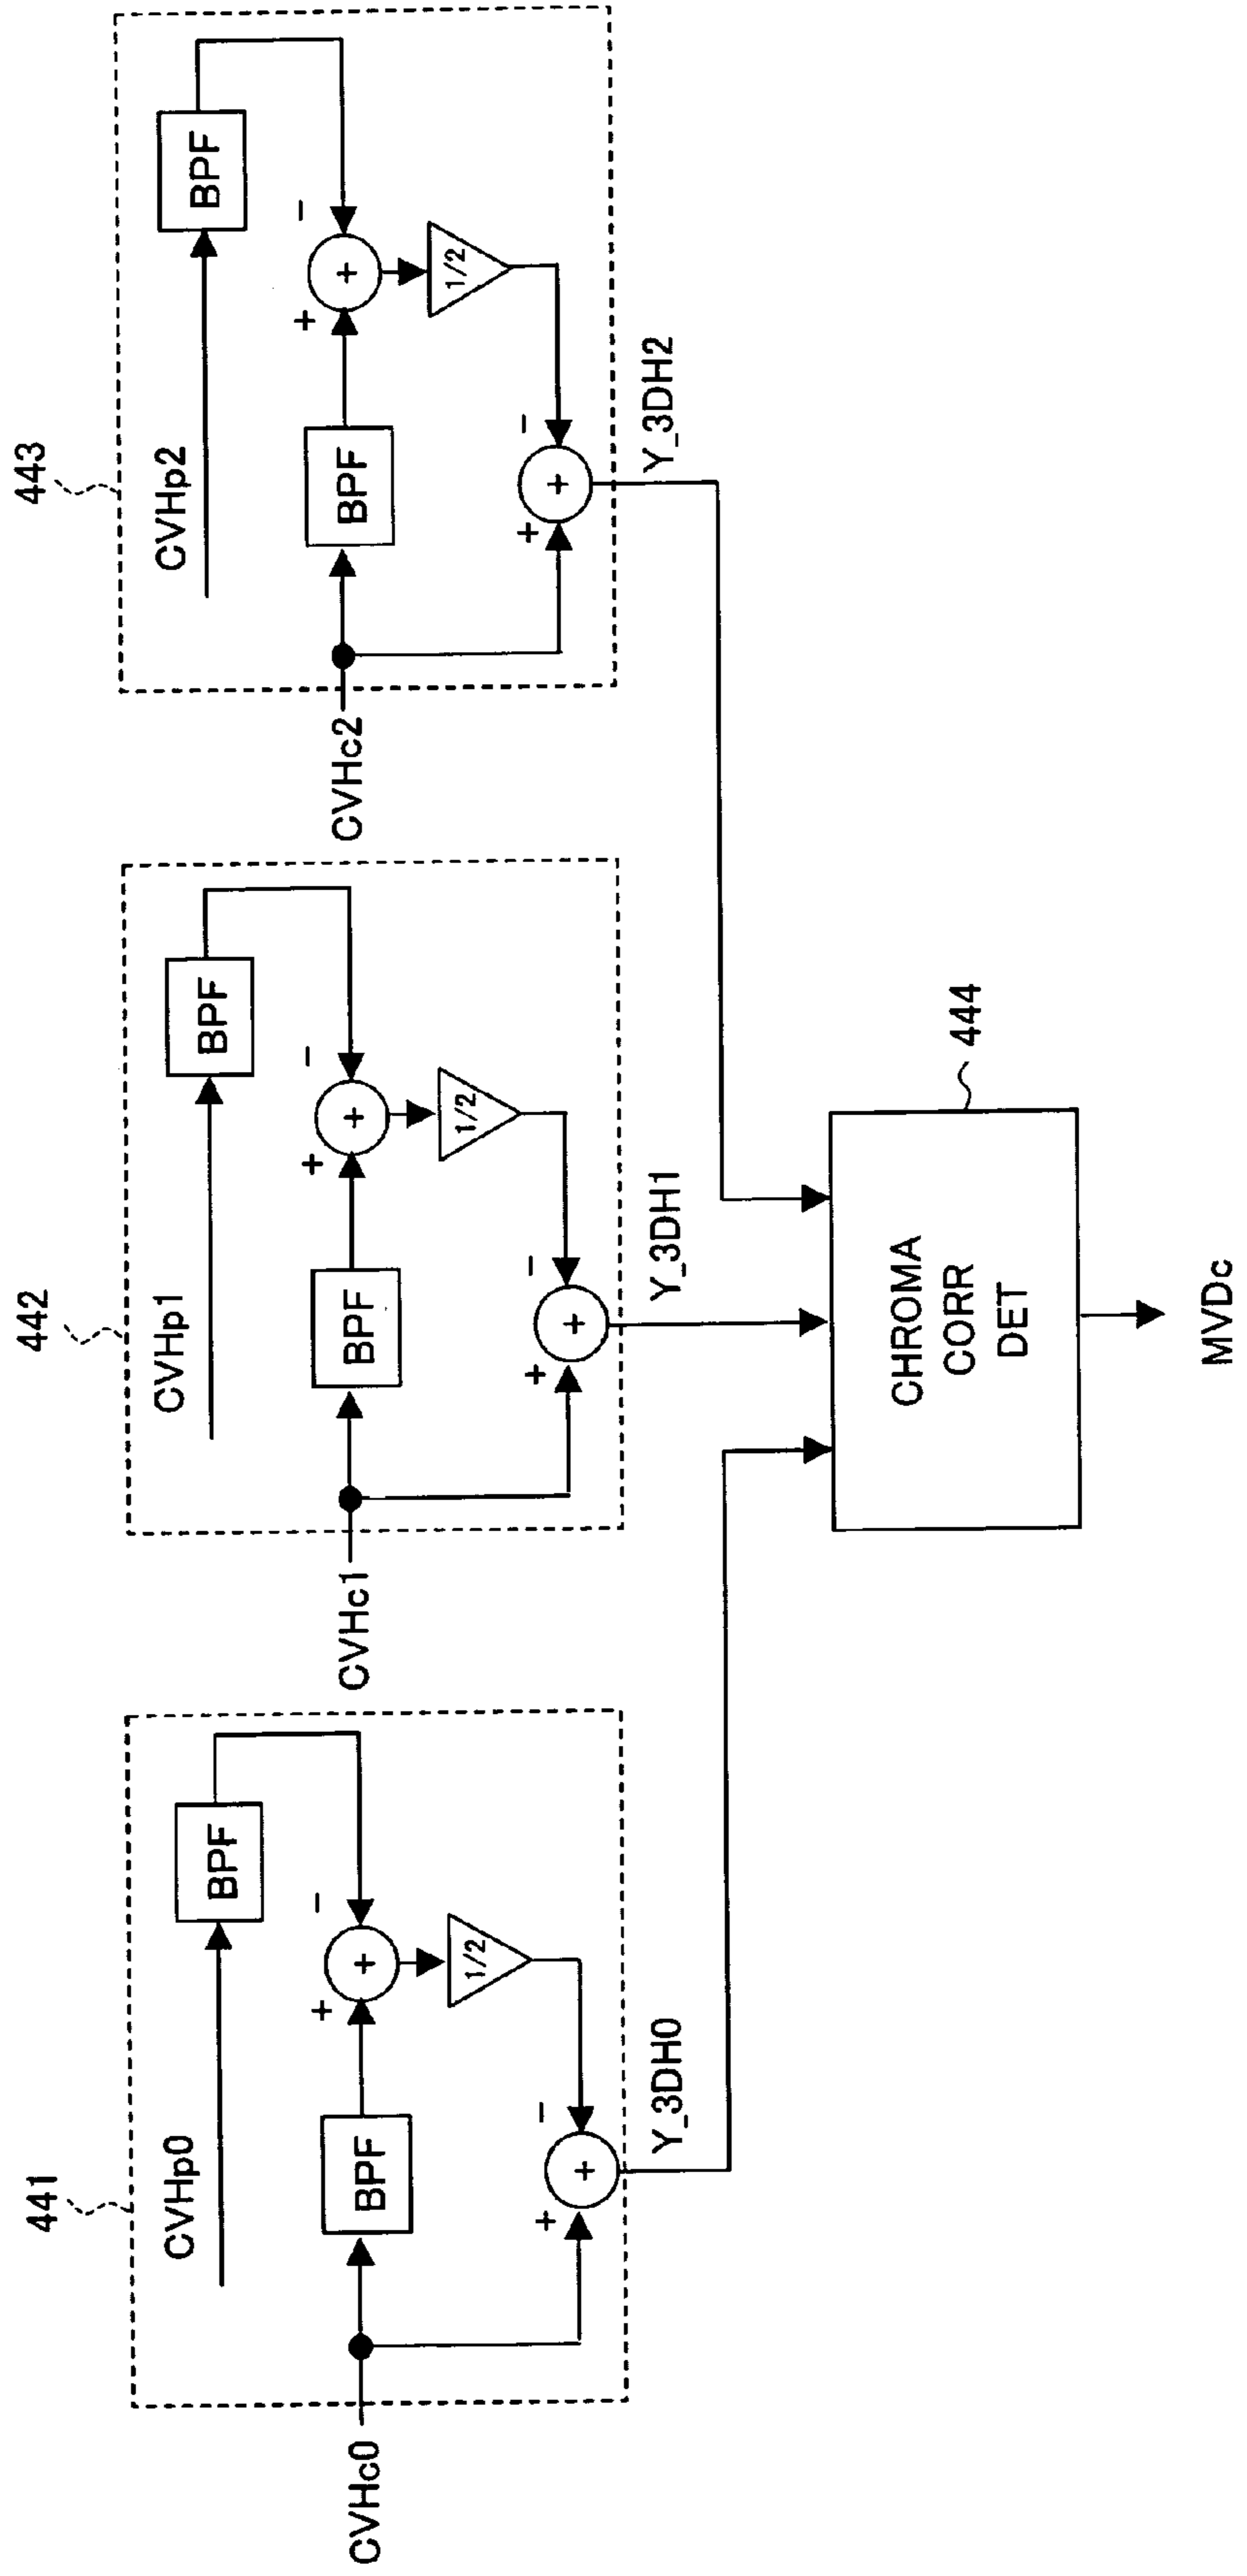 441
CVHp0
BPF
−
+
+
BPF
1/2
−
+
+
CVHc0
Y_3DH0
442
CVHp1
BPF
−
+
+
BPF
1/2
−
+
+
CVHc1
Y_3DH1
443
CVHp2
BPF
−
+
+
BPF
1/2
−
+
+
CVHc2
Y_3DH2
444
CHROMA
CORR
DET
MVDc